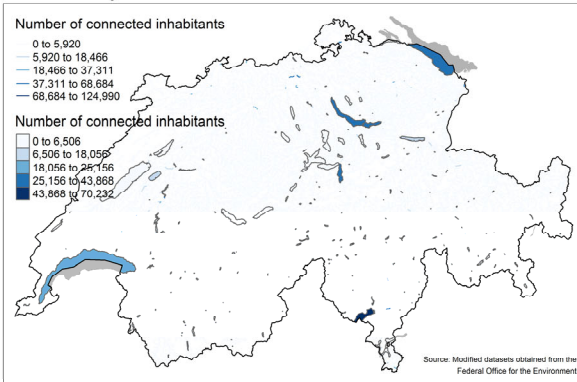 Number of connected inhabitants
0 to 5,920
5,920 to 18,466
18,466 to 37,311
37,311 to 68,684
68,684 to 124,990
Number of connected inhabitants
0 to 6,506
6,506 to 18,056
18,056 to 25,156
25,156 to 43,868
43,868 to 70,232
Source: Modified datasets obtained from the
Federal Office for the Environment